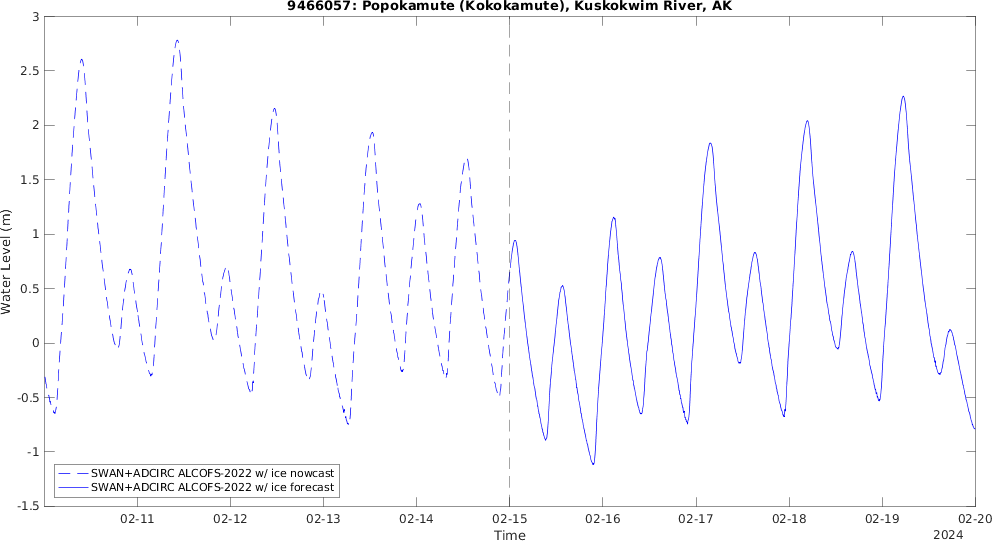 9466057: Popokamute (Kokokamute), Kuskokwim River, AK
3
2.5
2
1.5
1
0.5
0
-0.5
-1
-1.5
Water Level (m)
SWAN+ADCIRC ALCOFS-2022 w/ ice nowcast
SWAN+ADCIRC ALCOFS-2022 w/ ice forecast
02-11 02-12 02-13 02-14 02-15 02-16 02-17 02-18 02-19 02-20
Time
2024